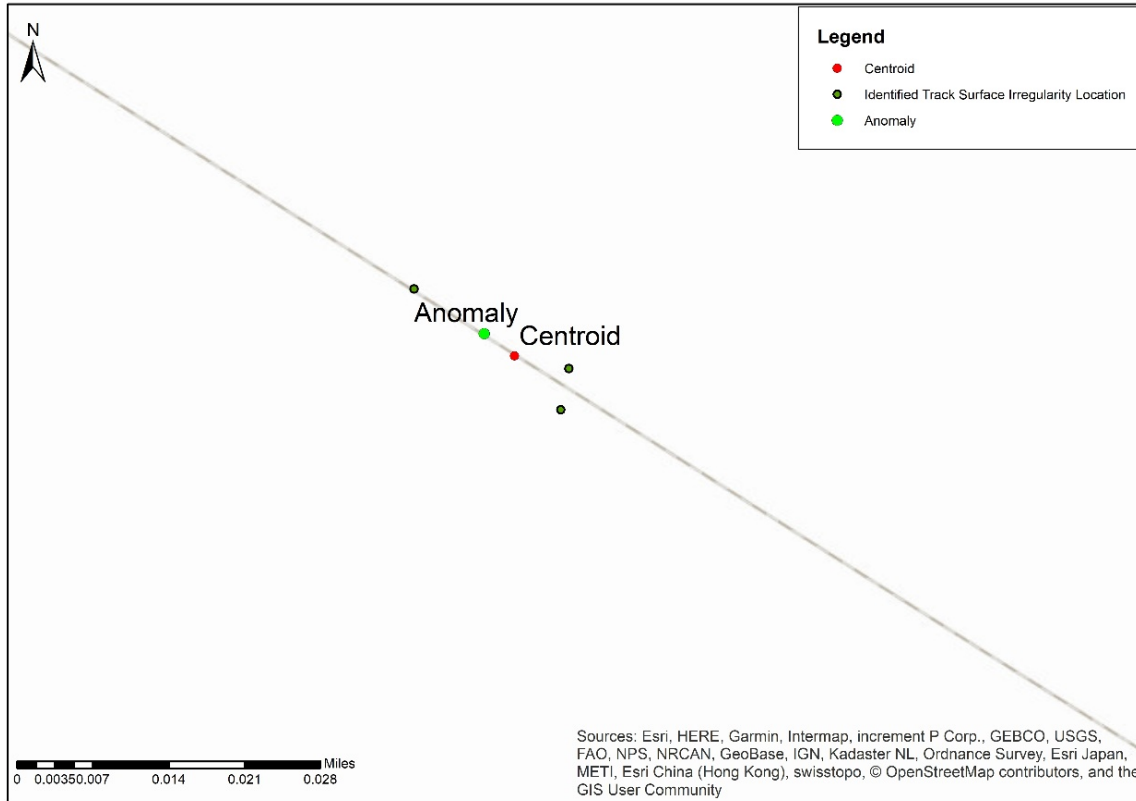 N
Legend
Centroid
Identified Track Surface Irregularity Location
Anomaly
Anomaly
Centroid
Miles
0 0.00350.007 0.014 0.021 0.028
Sources: Esri, HERE, Garmin, Intermap, increment P Corp., GEBCO, USGS,
FAO, NPS, NRCAN, GeoBase, IGN, Kadaster NL, Ordnance Survey, Esri Japan,
METI, Esri China (Hong Kong), swisstopo, © OpenStreetMap contributors, and the
GIS User Community